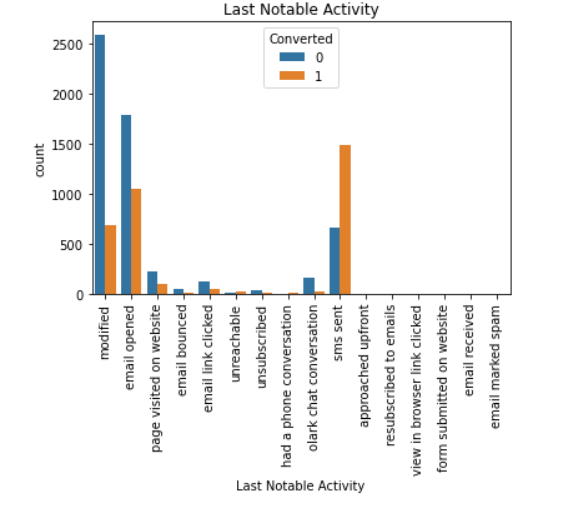 Last Notable Activity
Converted
0
1
count
2500
2000
1500
1000
500
0
modified
email opened
page visited on website
email bounced
email link clicked
unreachable
unsubscribed
had a phone conversation
olark chat conversation
sms sent
approached upfront
resubscribed to emails
view in browser link clicked
form submitted on website
email received
email marked spam
Last Notable Activity